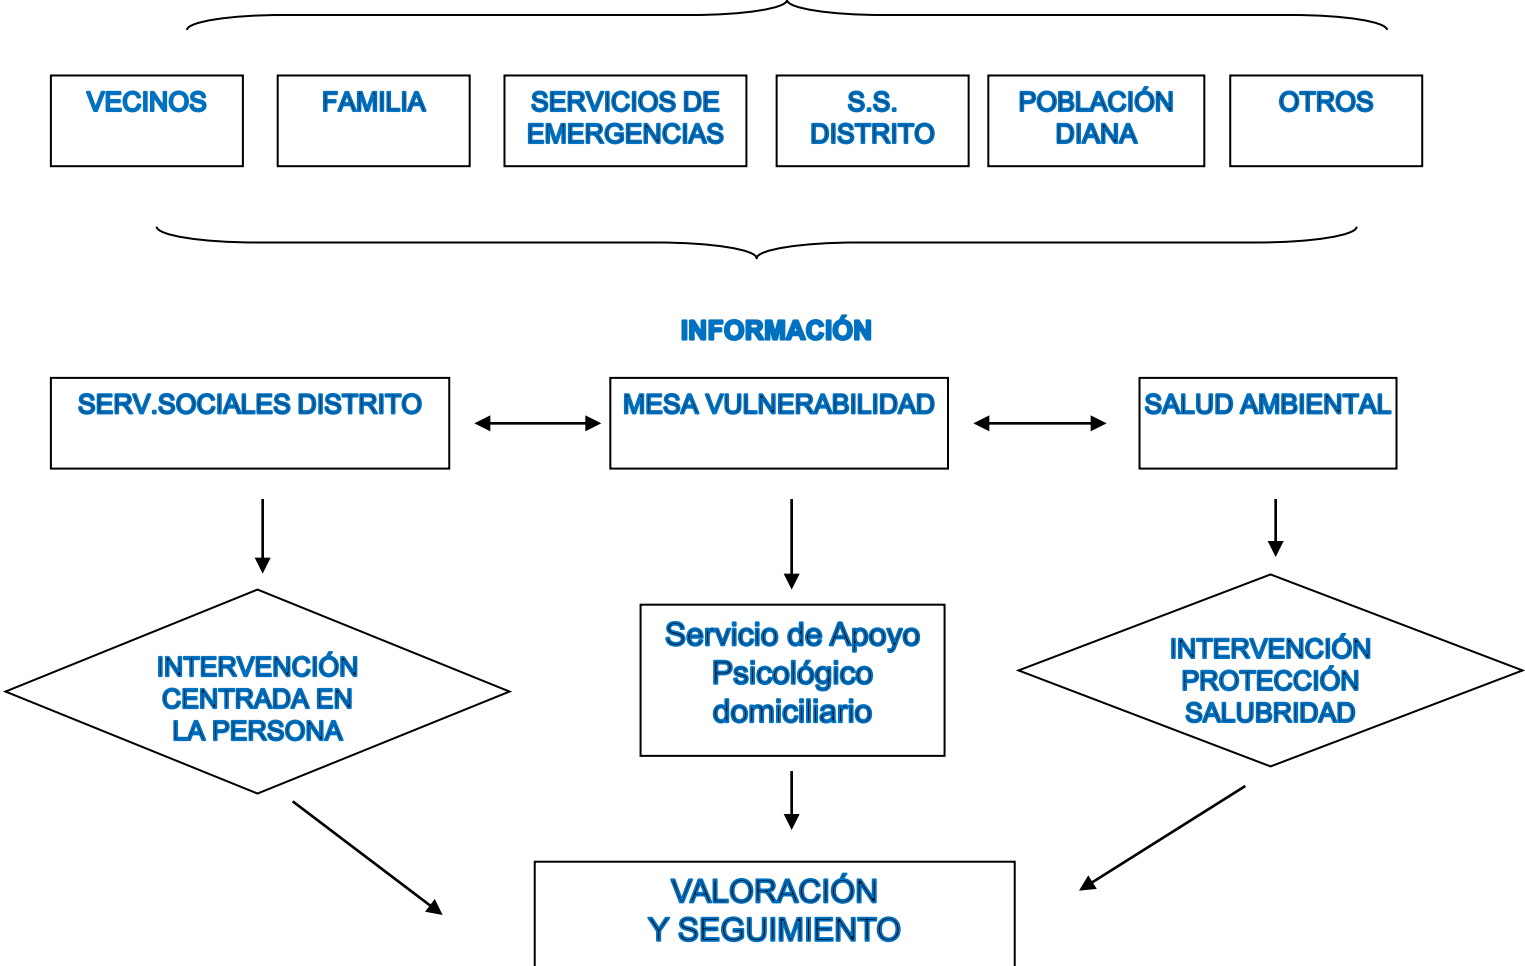 VECINOS
FAMILIA
SERVICIOS DE
EMERGENCIAS
S.S.
DISTRITO
POBLACIÓN
DIANA
OTROS
INFORMACIÓN
SERV.SOCIALES DISTRITO
MESA VULNERABILIDAD
SALUD AMBIENTAL
INTERVENCIÓN
CENTRADA EN
LA PERSONA
Servicio de Apoyo
Psicológico
domiciliario
INTERVENCIÓN
PROTECCIÓN
SALUBRIDAD
VALORACIÓN
Y SEGUIMIENTO